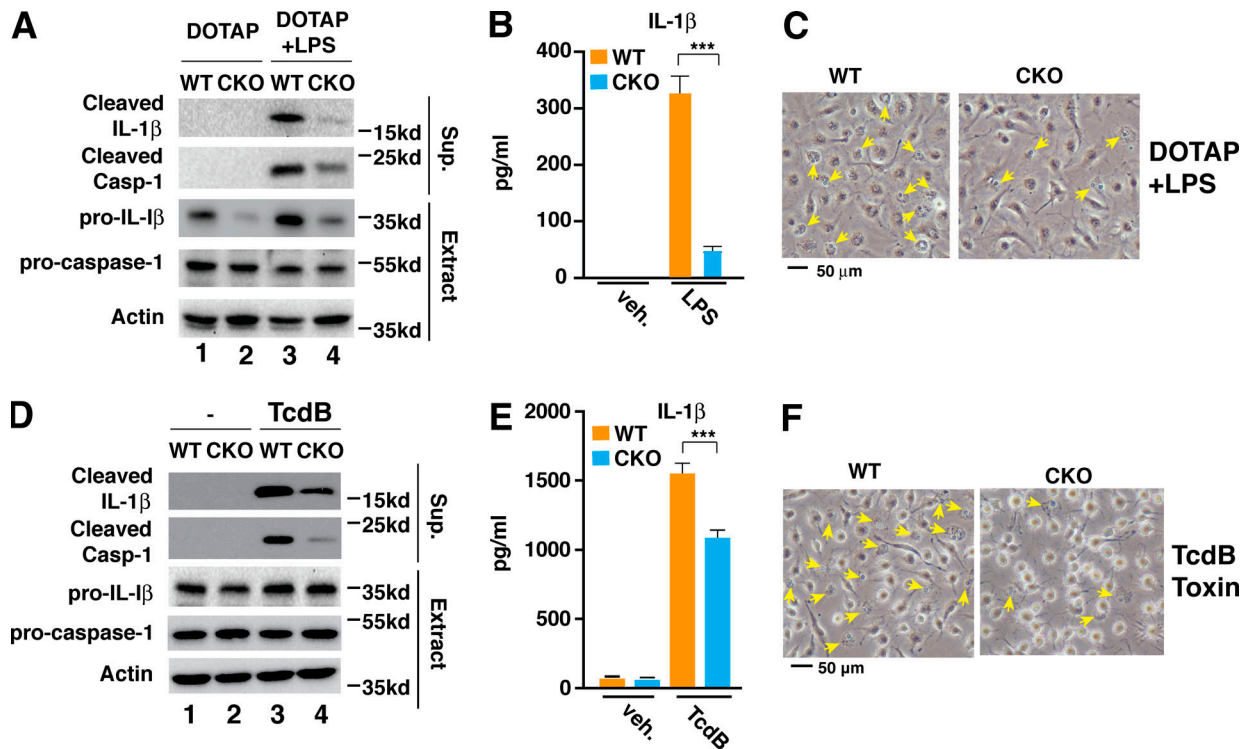 A
DOTAP
DOTAP
+LPS
WT CKO WT CKO
Cleaved
IL-1β
–15kd
Cleaved
Casp-1
–25kd
Sup.
pro-IL-Iβ
–35kd
pro-caspase-1
–55kd
Actin
–35kd
Extract
1 2 3 4
B
IL-1β
WT
CKO
***
pg/ml
400
300
200
100
0
veh.
LPS
C
WT
CKO
DOTAP
+LPS
50 μm
D
-
TcdB
WT CKO WT CKO
Cleaved
IL-1β
–15kd
Cleaved
Casp-1
–25kd
Sup.
pro-IL-Iβ
–35kd
pro-caspase-1
–55kd
Actin
–35kd
Extract
1 2 3 4
E
IL-1β
WT
CKO
***
pg/ml
2000
1500
1000
500
0
veh.
TcdB
F
WT
CKO
TcdB
Toxin
50 μm